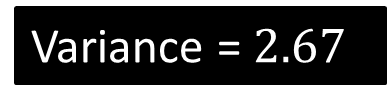 Variance = 2.67